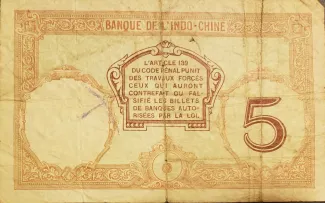 BANQUE DE L'INDO-CHINE
L'ARTICLE 139
DU CODE PÉNAL PUNIT
DES TRAVAUX FORCÉS
CEUX QUI AURONT
CONTREFAIT OU FAL-
SIFIÉ LES BILLETS
DE BANQUES AUTO-
RISÉES PAR LA LOI.
5